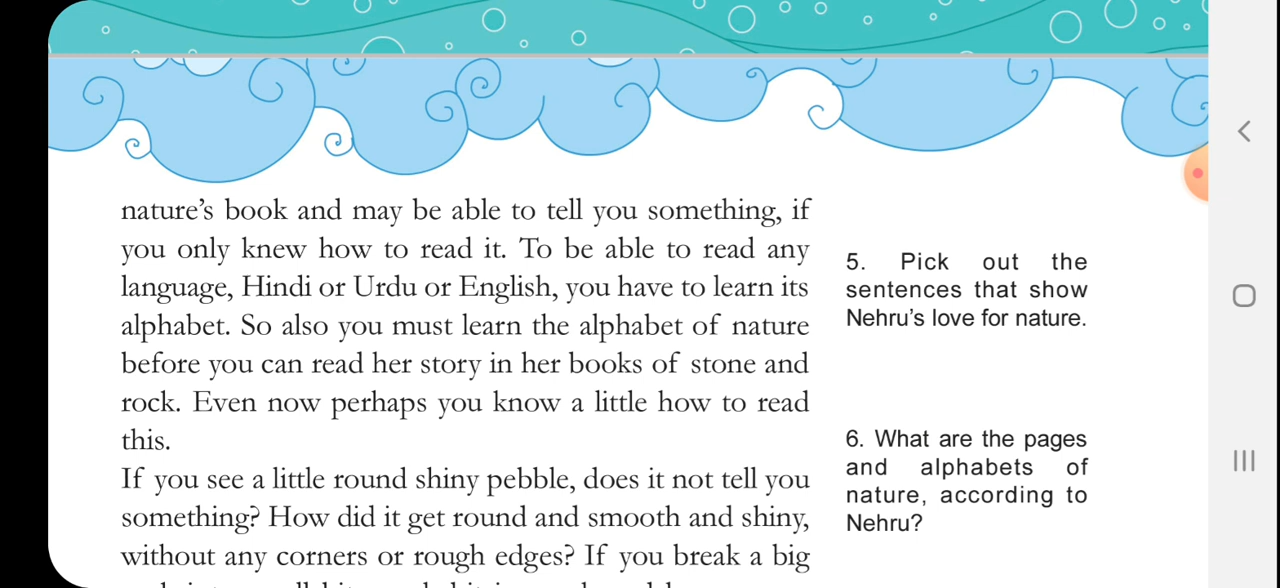 nature's book and may be able to tell you something, if
you only knew how to read it. To be able to read any
language, Hindi or Urdu or English, you have to learn its
alphabet. So also you must learn the alphabet of nature
before you can read her story in her books of stone and
rock. Even now perhaps you know a little how to read
this.
If you see a little round shiny pebble, does it not tell you
something? How did it get round and smooth and shiny,
without any corners or rough edges? If you break a big
5. Pick out the
sentences that show
Nehru's love for nature.
6. What are the pages
and alphabets of
nature, according to
Nehru?